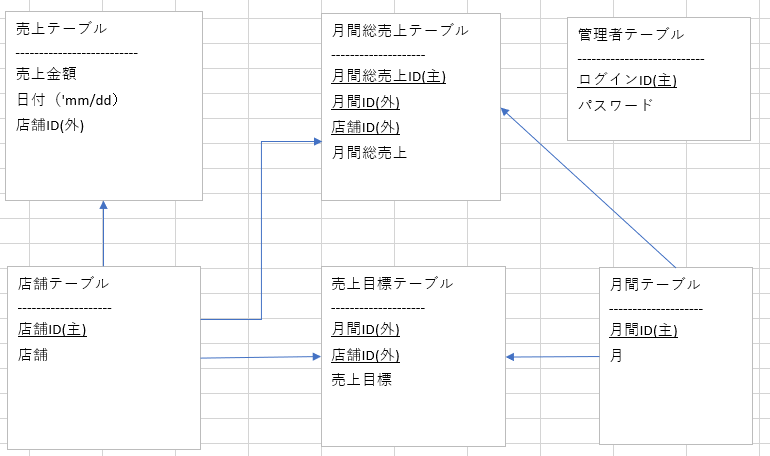 売上テーブル
--------------------------
売上金額
日付（'mm/dd）
店舗ID(外)
月間総売上テーブル
--------------------
月間総売上ID(主)
月間ID(外)
店舗ID(外)
月間総売上
管理者テーブル
---------------------------
ログインID(主)
パスワード
店舗テーブル
--------------------
店舗ID(主)
店舗
売上目標テーブル
--------------------
月間ID(外)
店舗ID(外)
売上目標
月間テーブル
--------------------
月間ID(主)
月